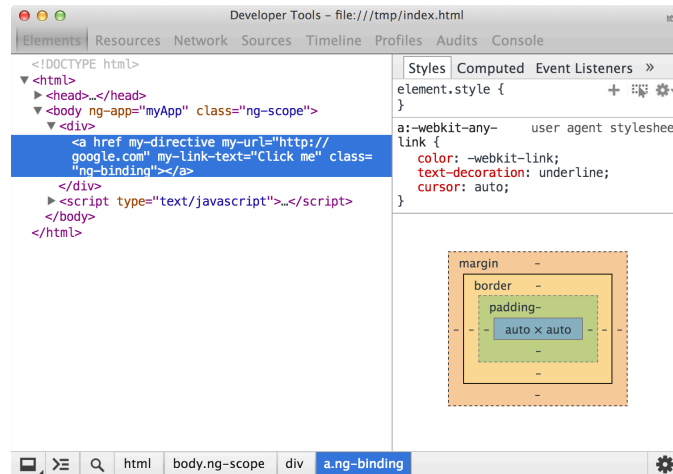 Developer Tools - file:///tmp/index.html
Elements Resources Network Sources Timeline Profiles Audits Console
<!DOCTYPE html>
▼<html>
▶<head>…</head>
▼<body ng-app="myApp" class="ng-scope">
▼<div>
<a href my-directive my-url="http://
google.com" my-link-text="Click me" class=
"ng-binding"></a>
</div>
▶<script type="text/javascript">…</script>
</body>
</html>
Styles Computed Event Listeners »
element.style {
}
a:-webkit-any- user agent styleshee
link {
color: -webkit-link;
text-decoration: underline;
cursor: auto;
}
margin -
border -
padding-
- - - auto × auto - - -
-
-
-
html body.ng-scope div a.ng-binding